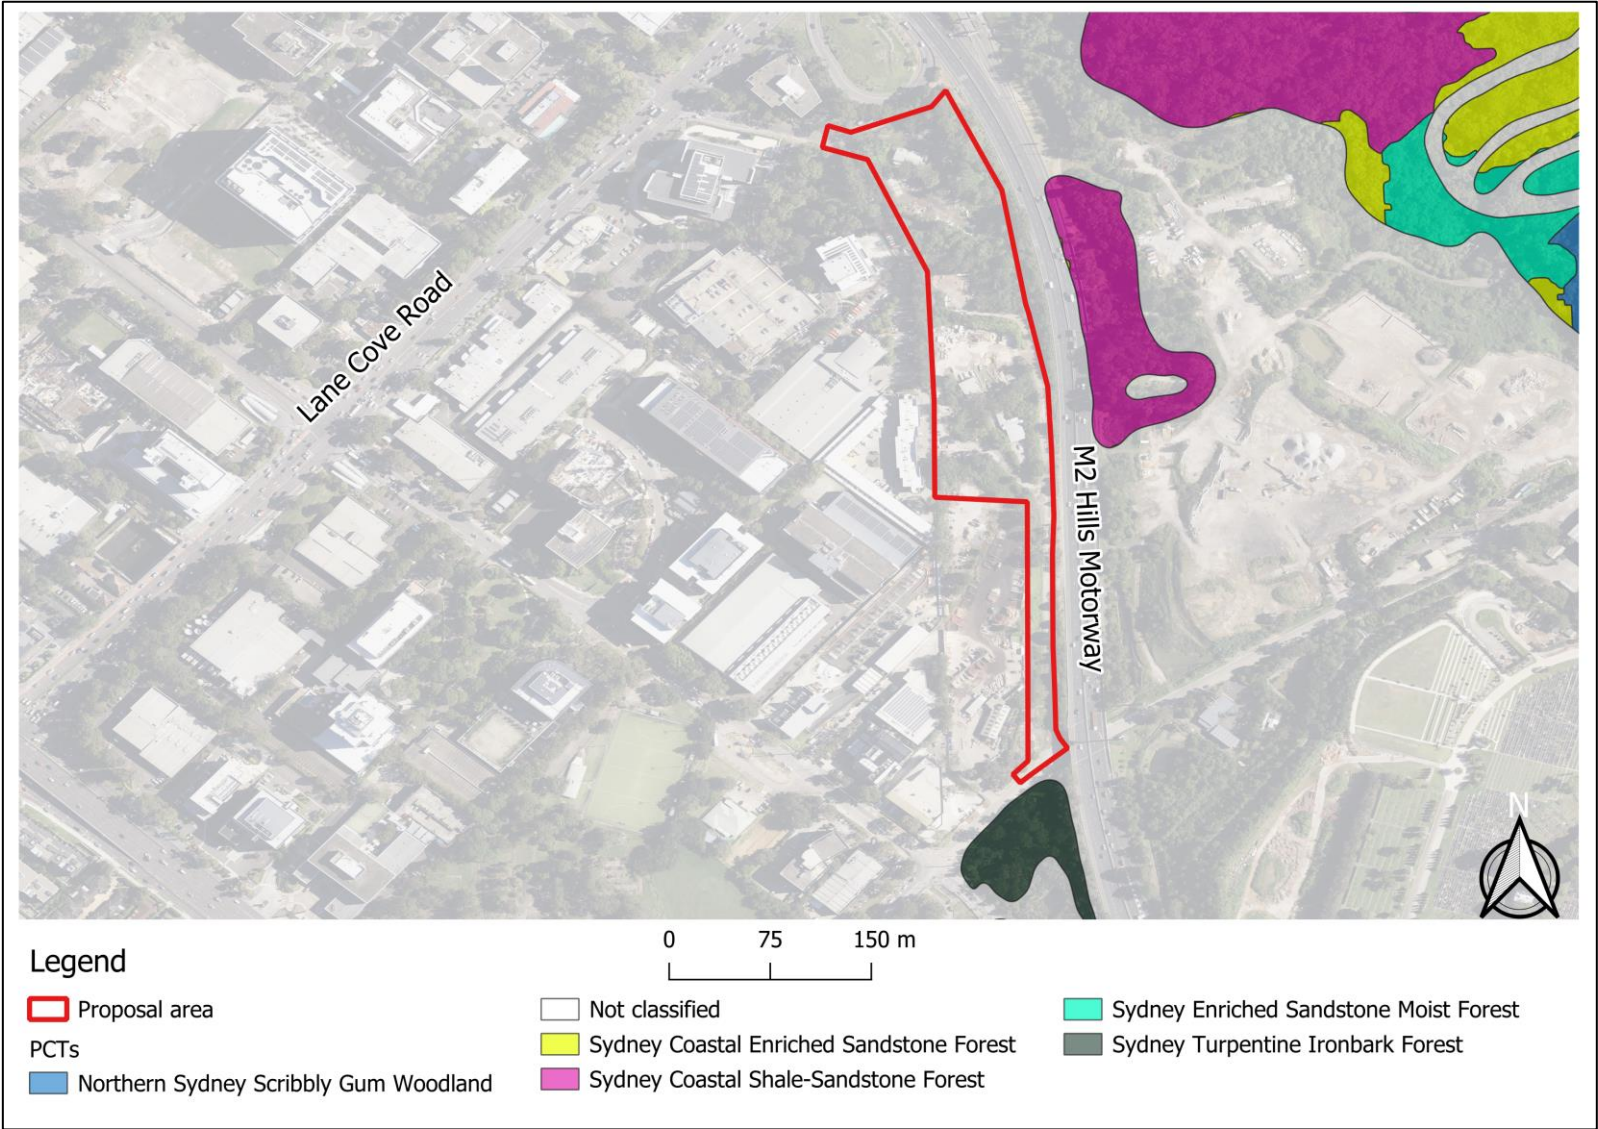 Lane Cove Road
M2 Hills Motorway
N
Legend
0 75 150 m
Proposal area
PCTs
Northern Sydney Scribbly Gum Woodland
Not classified
Sydney Coastal Enriched Sandstone Forest
Sydney Coastal Shale-Sandstone Forest
Sydney Enriched Sandstone Moist Forest
Sydney Turpentine Ironbark Forest